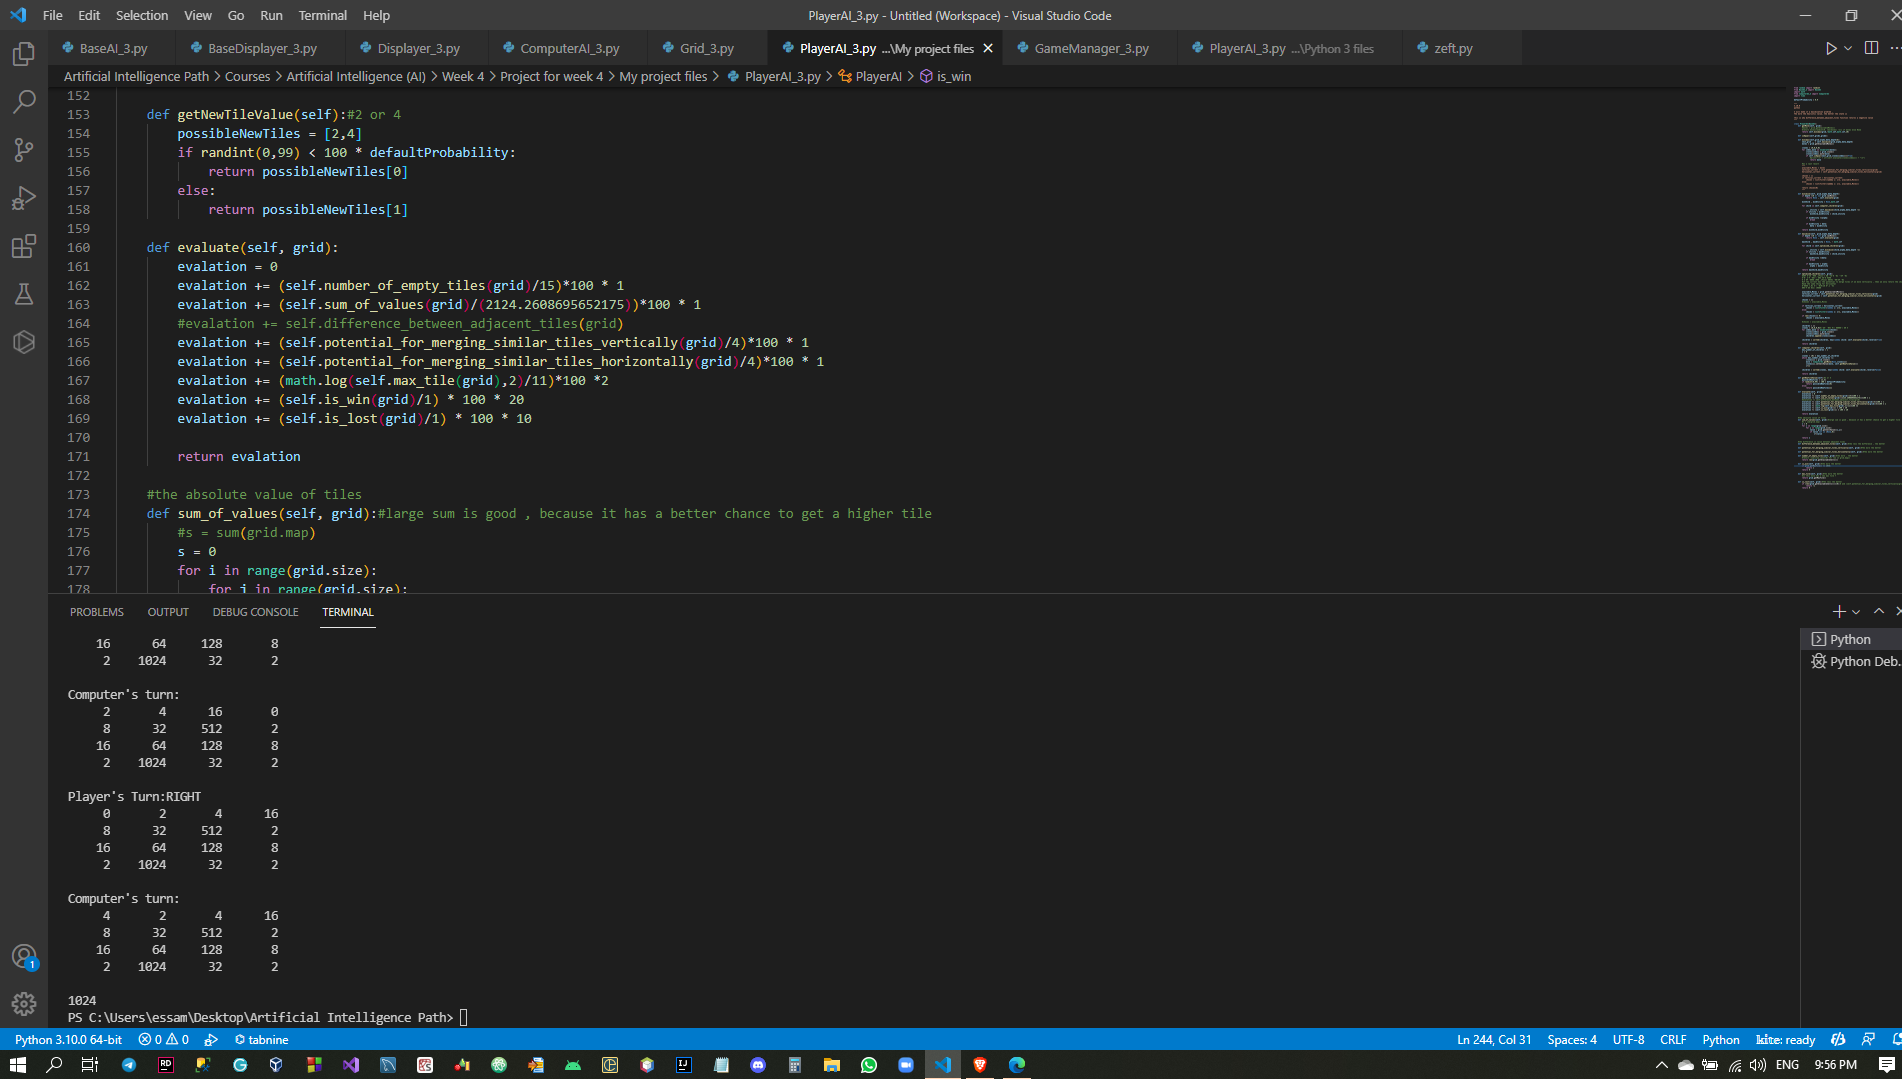 File Edit Selection View Go Run Terminal Help PlayerAI_3.py - Untitled (Workspace) - Visual Studio Code
BaseAI_3.py BaseDisplayer_3.py Displayer_3.py ComputerAI_3.py Grid_3.py PlayerAI_3.py ...\My project files GameManager_3.py PlayerAI_3.py ...\Python 3 files zeft.py
Artificial Intelligence Path > Courses > Artificial Intelligence (AI) > Week 4 > Project for week 4 > My project files > PlayerAI_3.py > PlayerAI > is_win
152
153 def getNewTileValue(self):#2 or 4
154 possibleNewTiles = [2,4]
155 if randint(0,99) < 100 * defaultProbability:
156 return possibleNewTiles[0]
157 else:
158 return possibleNewTiles[1]
159
160 def evaluate(self, grid):
161 evalation = 0
162 evalation += (self.number_of_empty_tiles(grid)/15)*100 * 1
163 evalation += (self.sum_of_values(grid)/(2124.2608695652175))*100 * 1
164 #evalation += self.difference_between_adjacent_tiles(grid)
165 evalation += (self.potential_for_merging_similar_tiles_vertically(grid)/4)*100 * 1
166 evalation += (self.potential_for_merging_similar_tiles_horizontally(grid)/4)*100 * 1
167 evalation += (math.log(self.max_tile(grid),2)/11)*100 *2
168 evalation += (self.is_win(grid)/1) * 100 * 20
169 evalation += (self.is_lost(grid)/1) * 100 * 10
170
171 return evalation
172
173 #the absolute value of tiles
174 def sum_of_values(self, grid):#large sum is good , because it has a better chance to get a higher tile
175 #s = sum(grid.map)
176 s = 0
177 for i in range(grid.size):
178 for j in range(grid.size):
PROBLEMS OUTPUT DEBUG CONSOLE TERMINAL
Python
Python Deb.
16 64 128 8
2 1024 32 2
Computer's turn:
2 4 16 0
8 32 512 2
16 64 128 8
2 1024 32 2
Player's Turn:RIGHT
0 2 4 16
8 32 512 2
16 64 128 8
2 1024 32 2
Computer's turn:
4 2 4 16
8 32 512 2
16 64 128 8
2 1024 32 2
1024
PS C:\Users\essam\Desktop\Artificial Intelligence Path>
1
Python 3.10.0 64-bit 0 0 tabnine Ln 244, Col 31 Spaces: 4 UTF-8 CRLF Python kite: ready
ENG 9:56 PM